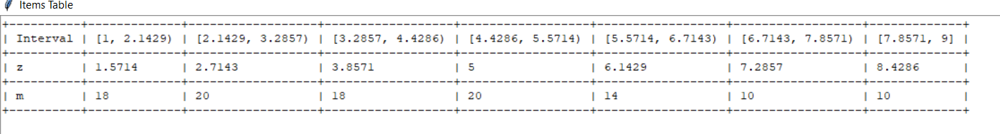 Items Table
+----------+-------------+------------------+------------------+------------------+------------------+------------------+-------------+
| Interval | [1, 2.1429) | [2.1429, 3.2857) | [3.2857, 4.4286) | [4.4286, 5.5714) | [5.5714, 6.7143) | [6.7143, 7.8571) | [7.8571, 9] |
+----------+-------------+------------------+------------------+------------------+------------------+------------------+-------------+
| z | 1.5714 | 2.7143 | 3.8571 | 5 | 6.1429 | 7.2857 | 8.4286 |
+----------+-------------+------------------+------------------+------------------+------------------+------------------+-------------+
| m | 18 | 20 | 18 | 20 | 14 | 10 | 10 |
+----------+-------------+------------------+------------------+------------------+------------------+------------------+-------------+